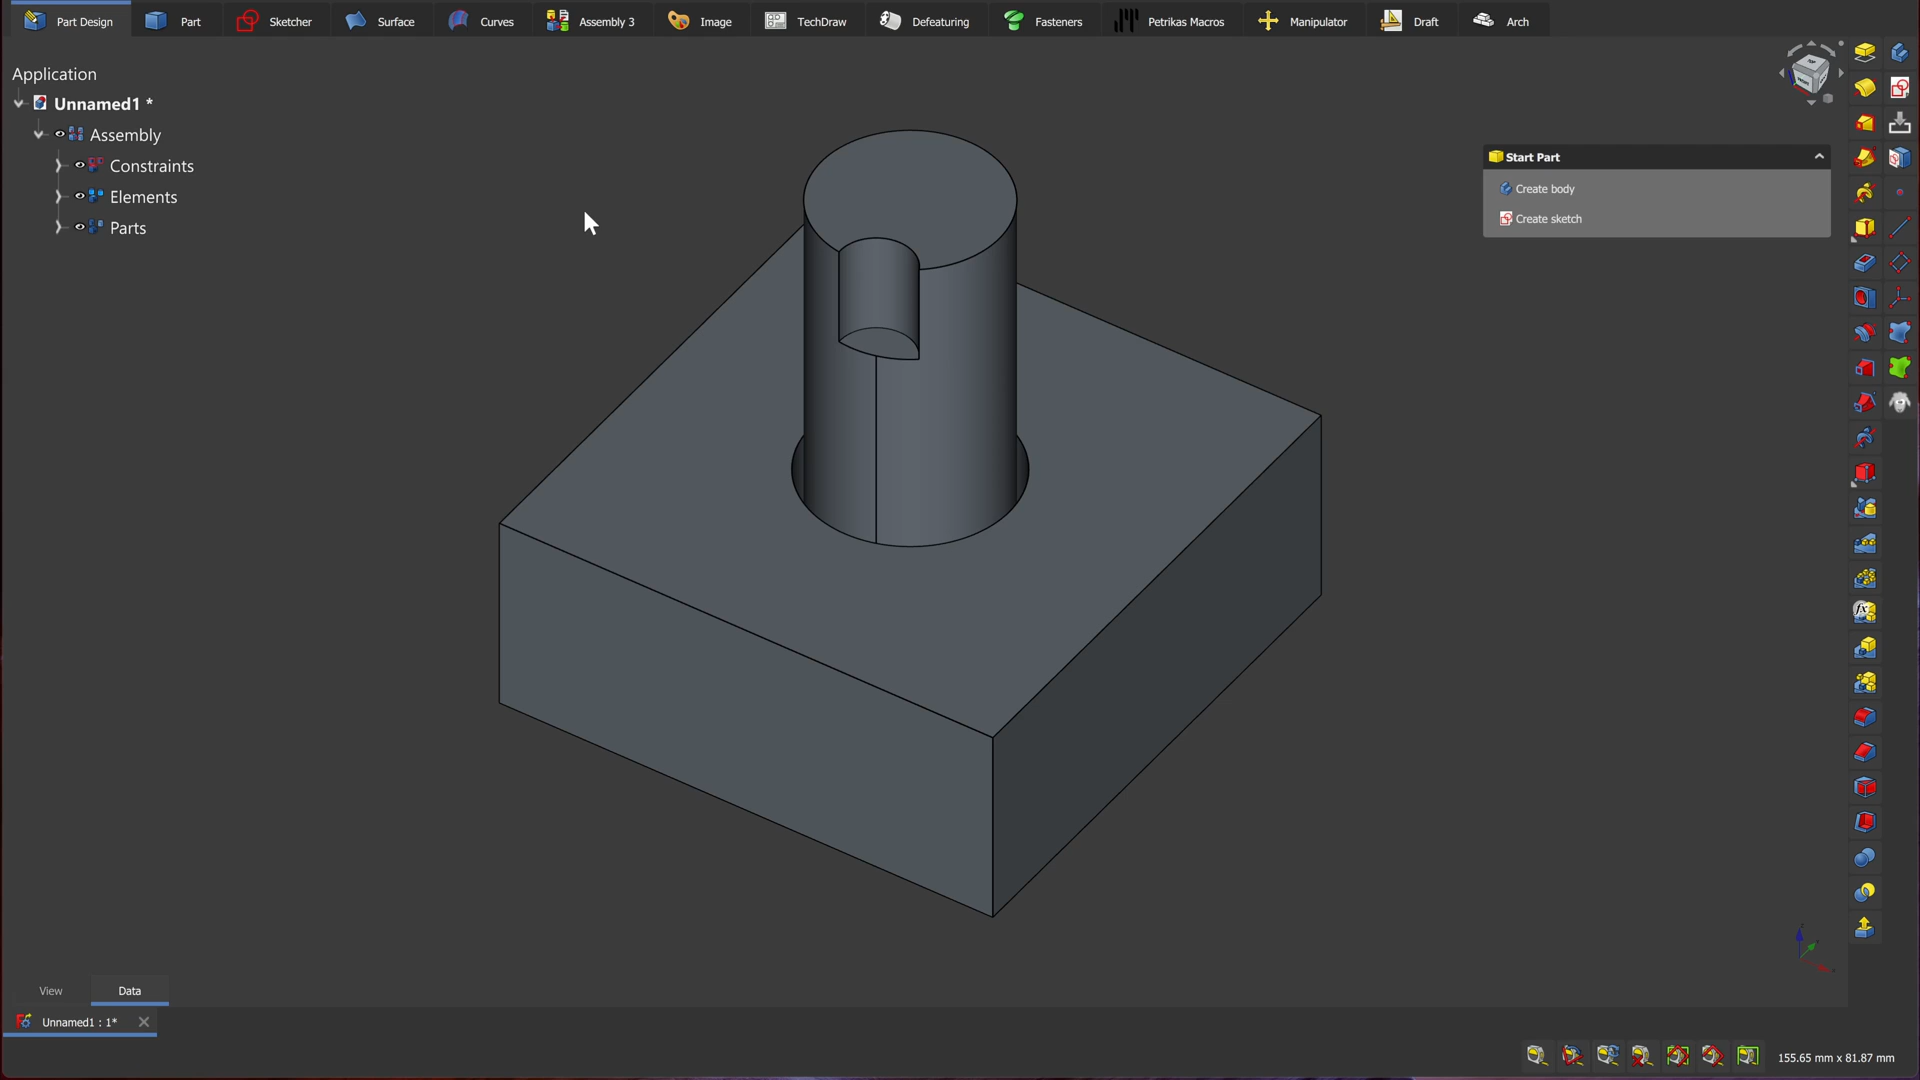 Part Design
Part
Sketcher
Surface
Curves
Assembly 3
Image
TechDraw
Defeaturing
Fasteners
Petrikas Macros
Manipulator
Draft
Arch
Application
Unnamed1 *
Assembly
Constraints
Elements
Parts
Start Part
Create body
Create sketch
View
Data
Unnamed1 : 1*
155.65 mm x 81.87 mm